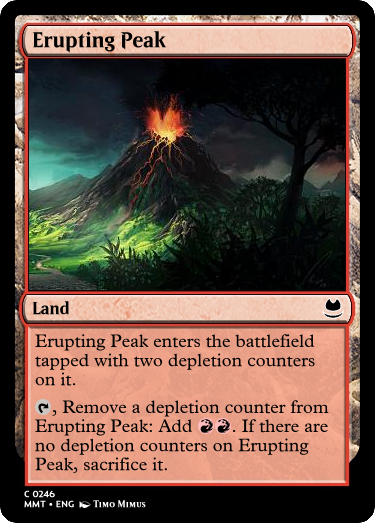 Erupting Peak
Land
Erupting Peak enters the battlefield
tapped with two depletion counters
on it.
, Remove a depletion counter from
Erupting Peak: Add . If there are
no depletion counters on Erupting
Peak, sacrifice it.
C 0246
MMT • ENG Timo Mimus